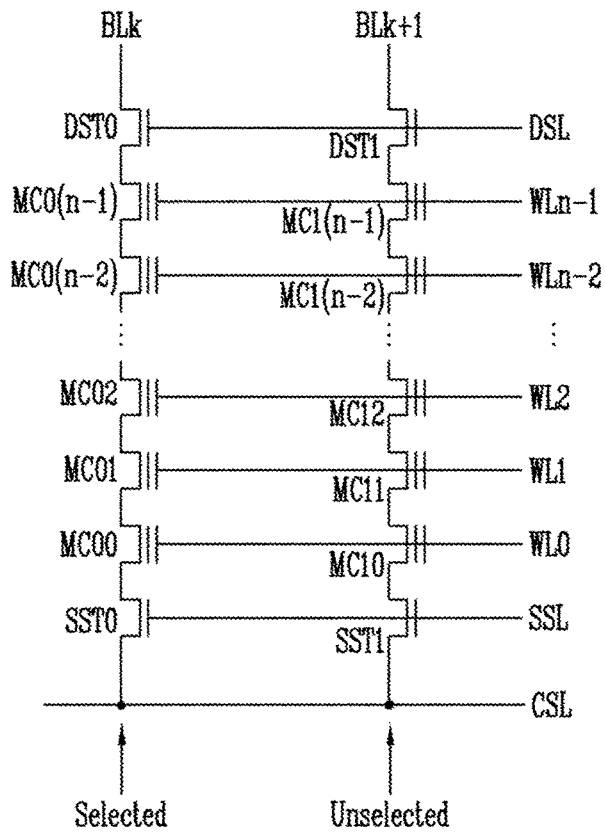 BLk BLk+1
DST0 DST1 DSL
MC0(n-1) MC1(n-1) WLn-1
MC0(n-2) MC1(n-2) WLn-2
MC02 MC12 WL2
MC01 MC11 WL1
MC00 MC10 WL0
SST0 SST1 SSL
CSL
Selected Unselected